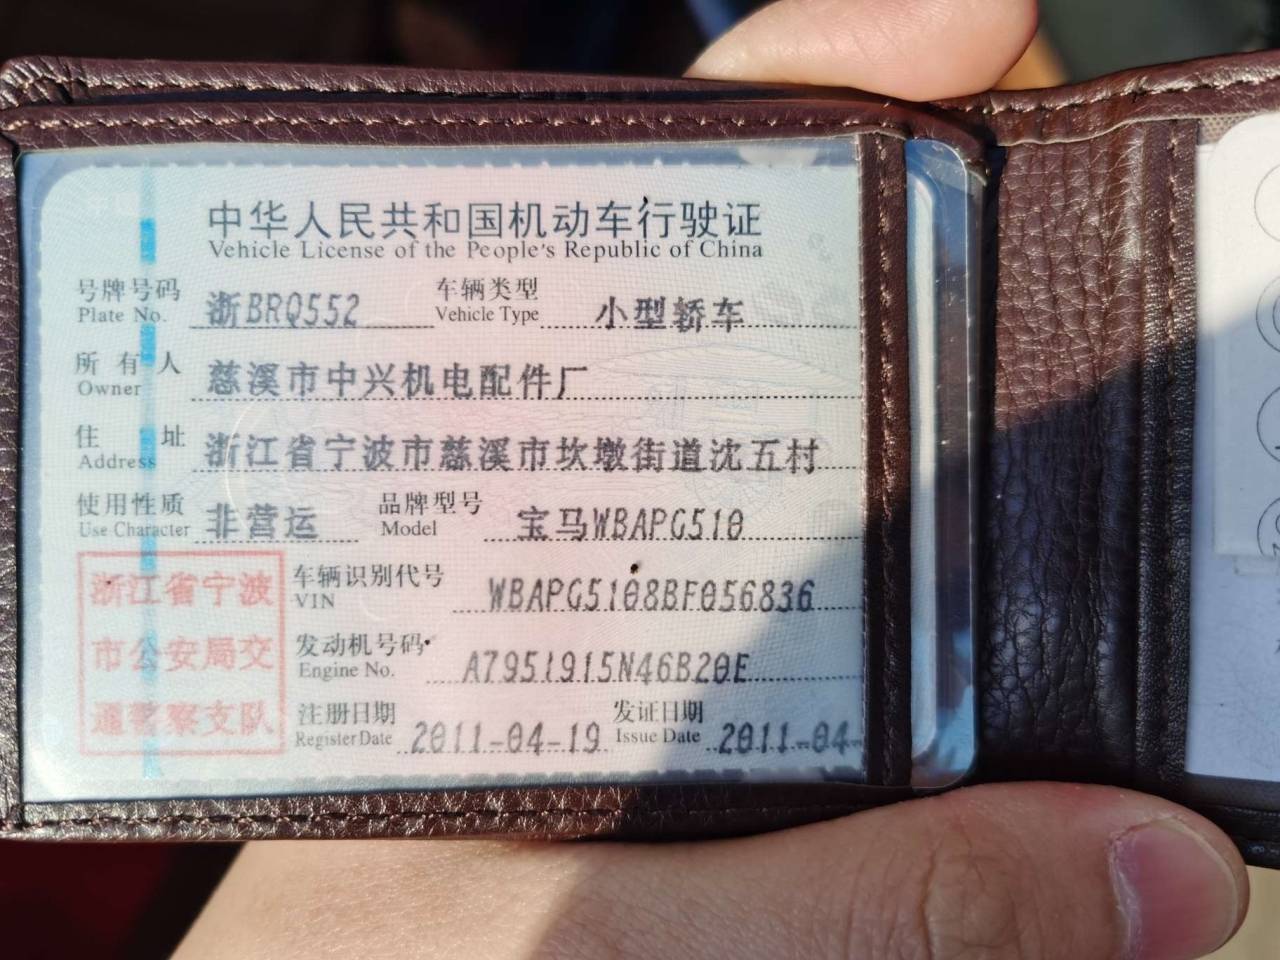 中华人民共和国机动车行驶证
Vehicle License of the People's Republic of China
号牌号码 浙BRQ552 车辆类型 小型轿车
Plate No. Vehicle Type
所有人 慈溪市中兴机电配件厂
Owner
住址 浙江省宁波市慈溪市坎墩街道沈五村
Address
使用性质 非营运 品牌型号 宝马WBAPG510
Use Character Model
浙江省宁波
市公安局交
通警察支队
车辆识别代号 WBAPG5108BF056836
VIN
发动机号码 A7951915N46B20E
Engine No.
注册日期 2011-04-19 发证日期 2011-04-
Register Date Issue Date